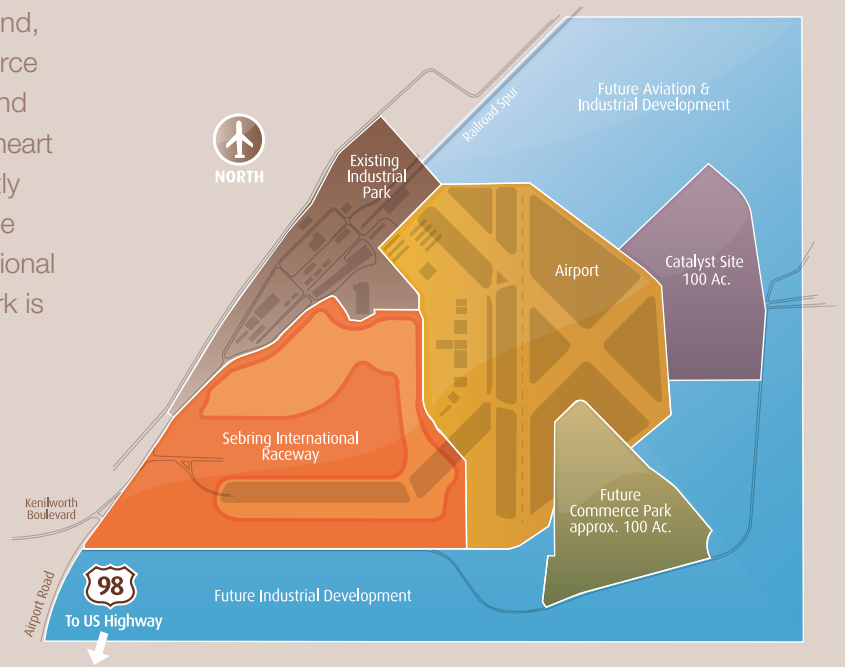 nd,
rce
nd
heart
tly
e
ional
rk is
NORTH
Existing
Industrial
Park
Railroad Spur
Future Aviation &
Industrial Development
Airport
Catalyst Site
100 Ac.
Sebring International
Raceway
Future
Commerce Park
approx. 100 Ac.
Kenilworth
Boulevard
Airport Road
98
To US Highway
Future Industrial Development